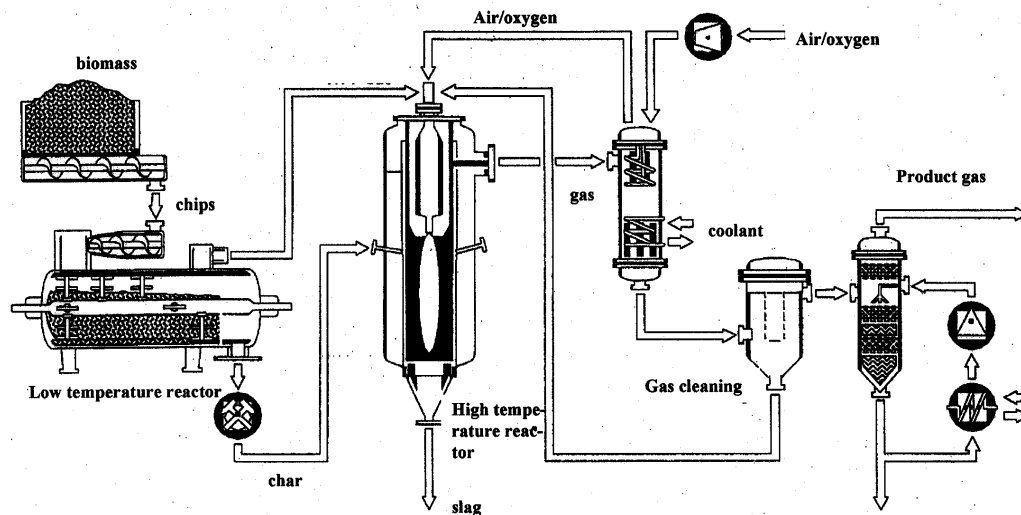 Air/oxygen
Air/oxygen
biomass
chips
gas
Product gas
coolant
Low temperature reactor
High tempe-
rature reac-
tor
Gas cleaning
char
slag